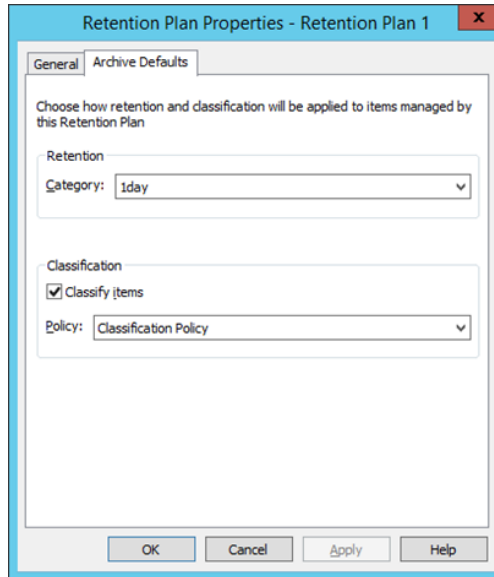 Retention Plan Properties - Retention Plan 1
x
General
Archive Defaults
Choose how retention and classification will be applied to items managed by
this Retention Plan
Retention
Category:
1day
Classification
Classify items
Policy:
Classification Policy
OK
Cancel
Apply
Help